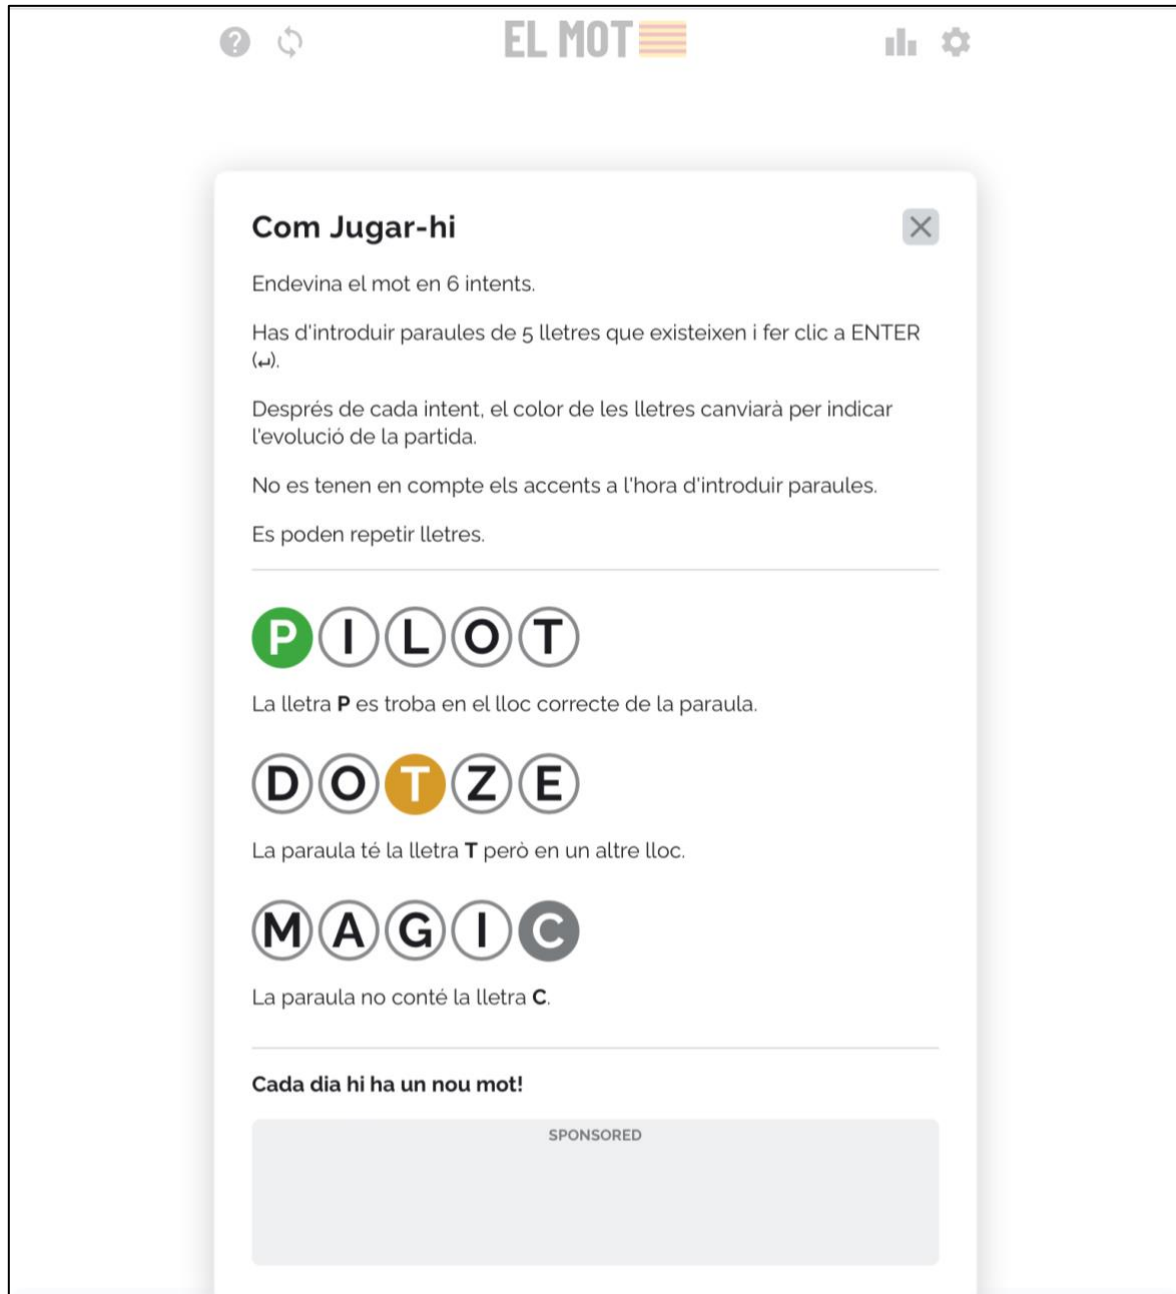 EL MOT
Com Jugar-hi
Endevina el mot en 6 intents.
Has d'introduir paraules de 5 lletres que existeixen i fer clic a ENTER
(↵).
Després de cada intent, el color de les lletres canviarà per indicar
l'evolució de la partida.
No es tenen en compte els accents a l'hora d'introduir paraules.
Es poden repetir lletres.
PILOT
La lletra P es troba en el lloc correcte de la paraula.
DOTZE
La paraula té la lletra T però en un altre lloc.
MAGIC
La paraula no conté la lletra C.
Cada dia hi ha un nou mot!
SPONSORED